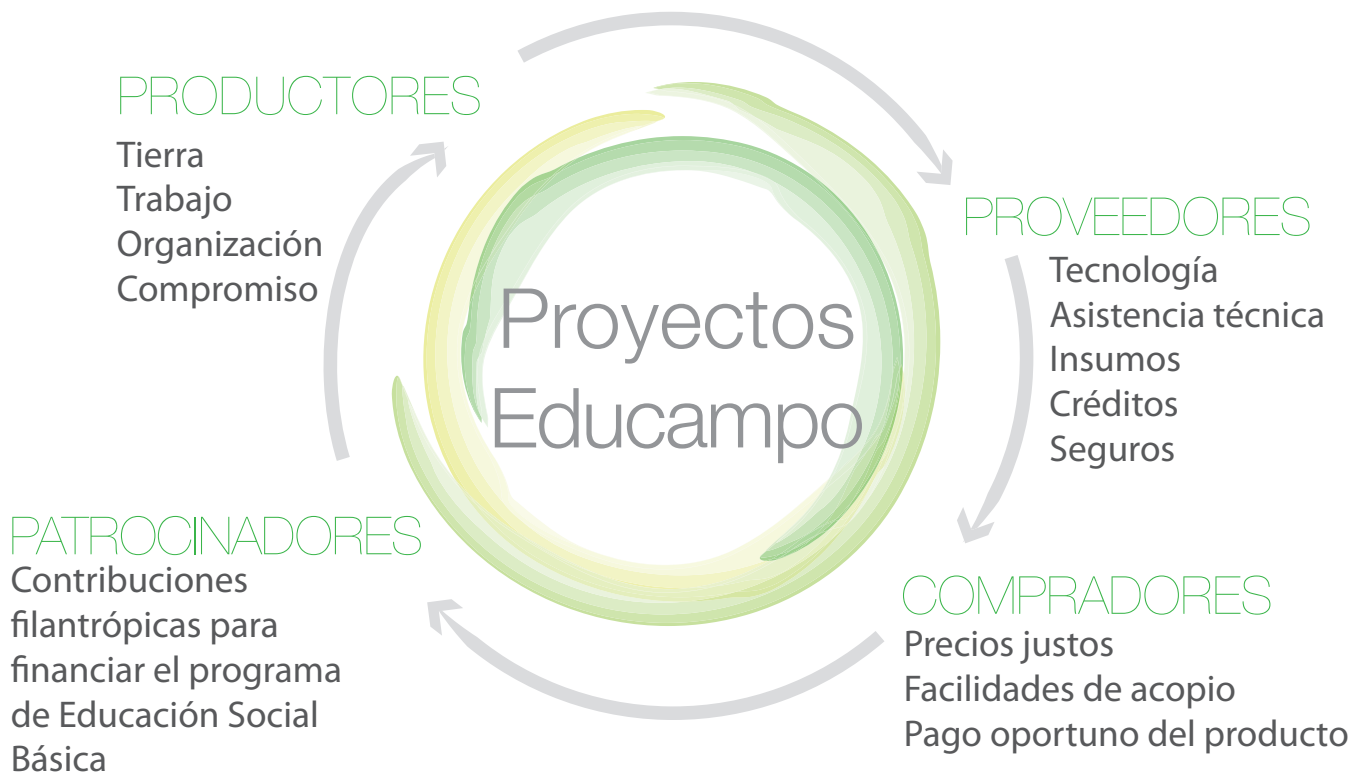 PRODUCTORES
Tierra
Trabajo
Organización
Compromiso
PROVEEDORES
Tecnología
Asistencia técnica
Insumos
Créditos
Seguros
Proyectos
Educampo
PATROCINADORES
Contribuciones
filantrópicas para
financiar el programa
de Educación Social
Básica
COMPRADORES
Precios justos
Facilidades de acopio
Pago oportuno del producto